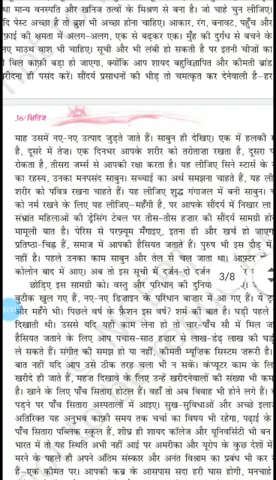 था मान्य वनस्पति और खनिज तत्वों के मिश्रण से बना है। जो चाहे चुन लीजिए।
दि पेस्ट अच्छा है तो ब्रुश भी अच्छा होना चाहिए। आकार, रंग, बनावट, पहुँच और
फ़ाई की क्षमता में अलग-अलग, एक से बढ़कर एक। मुँह की दुर्गंध से बचने के
नए माउथ वाश भी चाहिए। सूची और भी लंबी हो सकती है पर इतनी चीज़ों का
ही बिल काफ़ी बड़ा हो जाएगा, क्योंकि आप शायद बहुविज्ञापित और कीमती ब्रांड
खरीदना ही पसंद करें। सौंदर्य प्रसाधनों की भीड़ तो चमत्कृत कर देनेवाली है-हर
36/ क्षितिज
माह उसमें नए-नए उत्पाद जुड़ते जाते हैं। साबुन ही देखिए। एक में हलकी
है, दूसरे में तेज़। एक दिनभर आपके शरीर को तरोताज़ा रखता है, दूसरा
रोकता है, तीसरा जर्म्स से आपकी रक्षा करता है। यह लीजिए सिने स्टार्स के
का रहस्य, उनका मनपसंद साबुन। सच्चाई का अर्थ समझना चाहते हैं, यह ली
शरीर को पवित्र रखना चाहते हैं। यह लीजिए शुद्ध गंगाजल में बनी साबुन।
को नर्म रखने के लिए यह लीजिए-महँगी है, पर आपके सौंदर्य में निखार ला
संभ्रांत महिलाओं की ड्रेसिंग टेबल पर तीस-तीस हज़ार की सौंदर्य सामग्री हो
मामूली बात है। पेरिस से परफ़्यूम मँगाइए, इतना ही और खर्च हो जाए
प्रतिष्ठा-चिह्न हैं, समाज में आपकी हैसियत जताते हैं। पुरुष भी इस दौड़ में
नहीं है। पहले उनका काम साबुन और तेल से चल जाता था। आफ़्टर
कोलोन बाद में आए। अब तो इस सूची में दर्जन-दो दर्जन
3/8
छोड़िए इस सामग्री को। वस्तु और परिधान की दुनिया
बुटीक खुल गए हैं, नए-नए डिज़ाइन के परिधान बाज़ार में आ गए हैं। ये ट्र
और महँगे भी। पिछले वर्ष के फ़ैशन इस वर्ष? शर्म की बात है। घड़ी पहले
दिखाती थी। उससे यदि यही काम लेना हो तो चार-पाँच सौ में मिल जा
हैसियत जताने के लिए आप पचास-साठ हज़ार से लाख-डेढ़ लाख की घड़
ले सकते हैं। संगीत की समझ हो या नहीं, कीमती म्यूज़िक सिस्टम ज़रूरी है।
बात नहीं यदि आप उसे ठीक तरह चला भी न सकें। कंप्यूटर काम के लि
खरीदे ही जाते हैं, महज़ दिखावे के लिए उन्हें खरीदनेवालों की संख्या भी कम
है। खाने के लिए पाँच सितारा होटल हैं। वहाँ तो अब विवाह भी होने लगे हैं।
पड़ने पर पाँच सितारा अस्पतालों में आइए। सुख-सुविधाओं और अच्छे इला
अतिरिक्त यह अनुभव काफ़ी समय तक चर्चा का विषय भी रहेगा, पढ़ाई के
पाँच सितारा पब्लिक स्कूल हैं, शीघ्र ही शायद कॉलेज और यूनिवर्सिटी भी बन
भारत में तो यह स्थिति अभी नहीं आई पर अमरीका और यूरोप के कुछ देशों में
मरने के पहले ही अपने अंतिम संस्कार और अनंत विश्राम का प्रबंध भी कर
हैं-एक कीमत पर। आपकी कब्र के आसपास सदा हरी घास होगी, मनचाहे